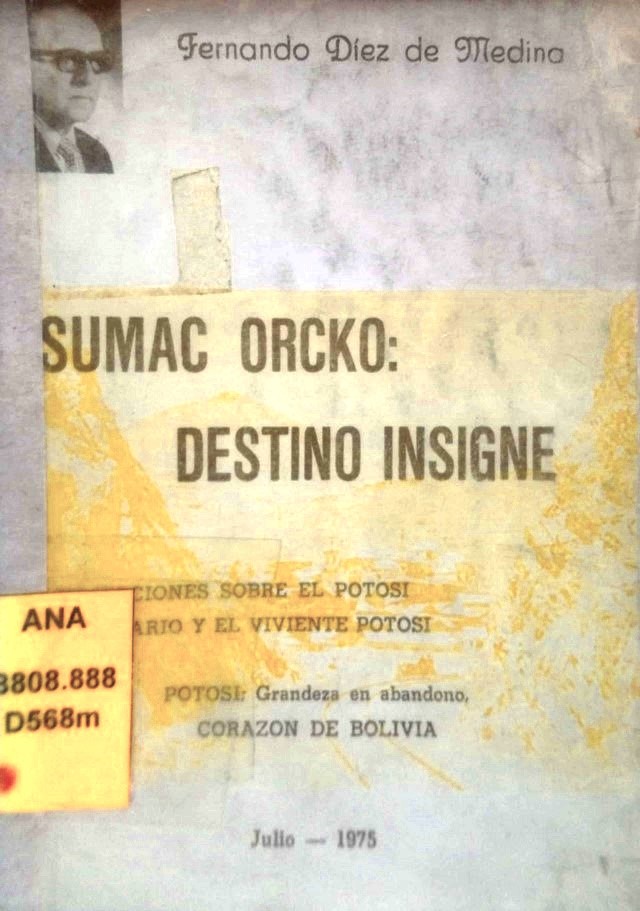 Fernando Díez de Medina
SUMAC ORCKO:
DESTINO INSIGNE
CIONES SOBRE EL POTOSI
ARIO Y EL VIVIENTE POTOSI
ANA
B808.888
D568m
POTOSI: Grandeza en abandono,
CORAZON DE BOLIVIA
Julio — 1975